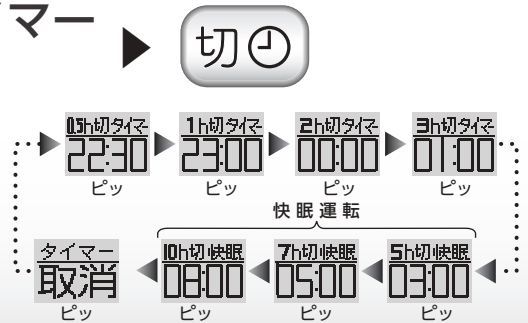 マー
切
0.5h切タイマー 1h切タイマー 2h切タイマー 3h切タイマー
22:30 23:00 00:00 01:00
ピッ ピッ ピッ ピッ
快眠運転
タイマー 10h切快眠 7h切快眠 5h切快眠
取消 08:00 05:00 03:00
ピッ ピッ ピッ ピッ